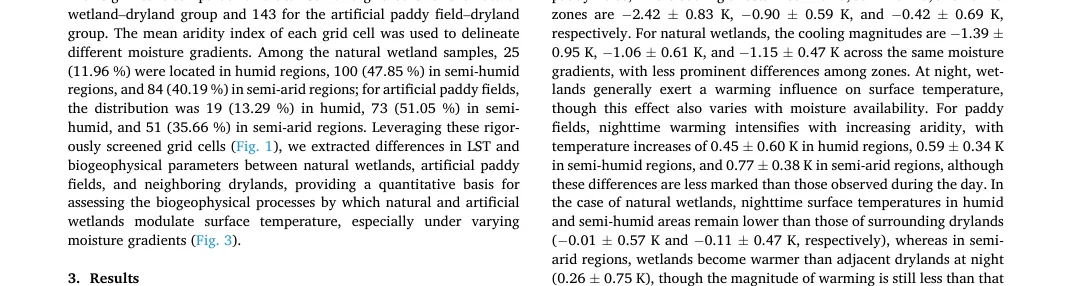 wetland–dryland group and 143 for the artificial paddy field–dryland
group. The mean aridity index of each grid cell was used to delineate
different moisture gradients. Among the natural wetland samples, 25
(11.96 %) were located in humid regions, 100 (47.85 %) in semi-humid
regions, and 84 (40.19 %) in semi-arid regions; for artificial paddy fields,
the distribution was 19 (13.29 %) in humid, 73 (51.05 %) in semi-
humid, and 51 (35.66 %) in semi-arid regions. Leveraging these rigor-
ously screened grid cells (Fig. 1), we extracted differences in LST and
biogeophysical parameters between natural wetlands, artificial paddy
fields, and neighboring drylands, providing a quantitative basis for
assessing the biogeophysical processes by which natural and artificial
wetlands modulate surface temperature, especially under varying
moisture gradients (Fig. 3).
3. Results
zones are −2.42 ± 0.83 K, −0.90 ± 0.59 K, and −0.42 ± 0.69 K,
respectively. For natural wetlands, the cooling magnitudes are −1.39 ±
0.95 K, −1.06 ± 0.61 K, and −1.15 ± 0.47 K across the same moisture
gradients, with less prominent differences among zones. At night, wet-
lands generally exert a warming influence on surface temperature,
though this effect also varies with moisture availability. For paddy
fields, nighttime warming intensifies with increasing aridity, with
temperature increases of 0.45 ± 0.60 K in humid regions, 0.59 ± 0.34 K
in semi-humid regions, and 0.77 ± 0.38 K in semi-arid regions, although
these differences are less marked than those observed during the day. In
the case of natural wetlands, nighttime surface temperatures in humid
and semi-humid areas remain lower than those of surrounding drylands
(−0.01 ± 0.57 K and −0.11 ± 0.47 K, respectively), whereas in semi-
arid regions, wetlands become warmer than adjacent drylands at night
(0.26 ± 0.75 K), though the magnitude of warming is still less than that